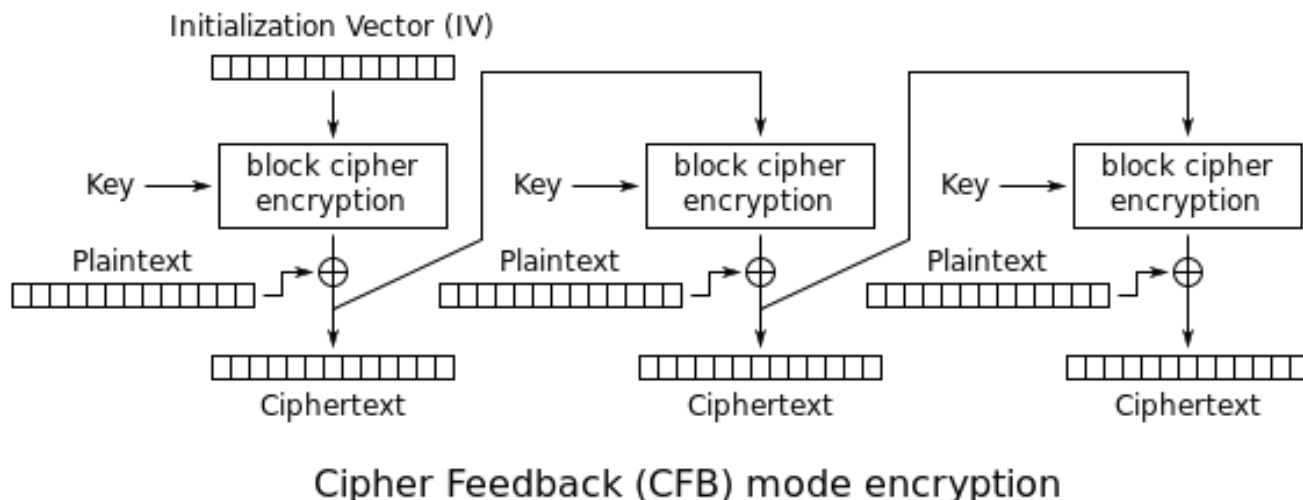 Initialization Vector (IV)
Key
block cipher
encryption
Plaintext
Ciphertext
Key
block cipher
encryption
Plaintext
Ciphertext
Key
block cipher
encryption
Plaintext
Ciphertext
Cipher Feedback (CFB) mode encryption